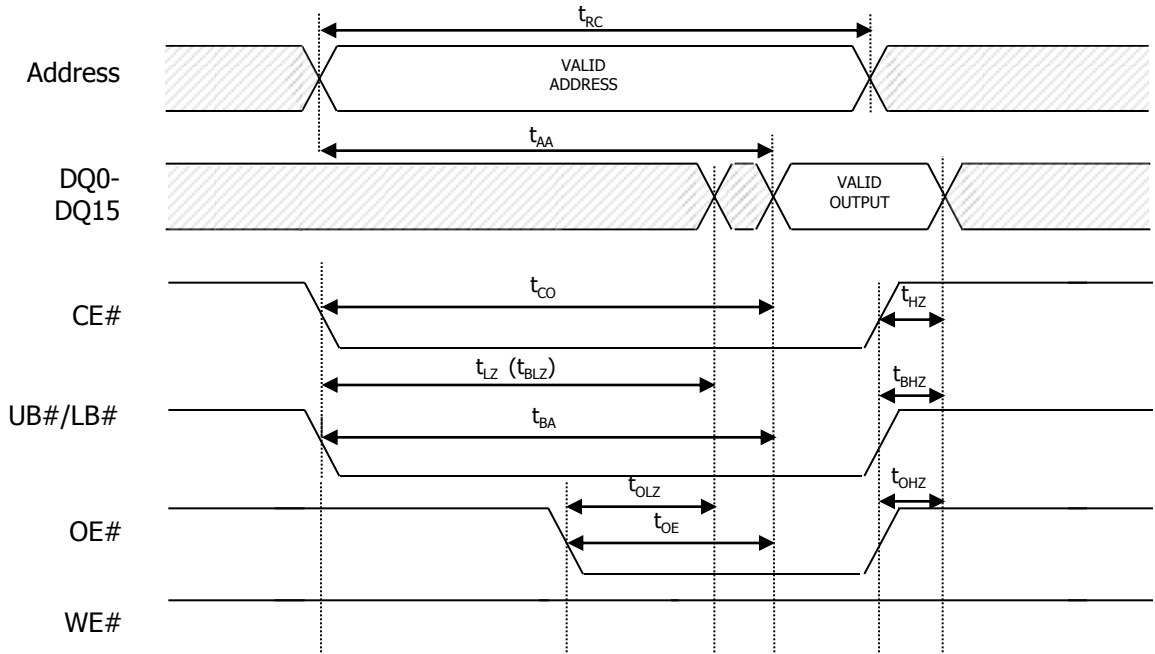 tRC
Address
VALID
ADDRESS
tAA
DQ0-
DQ15
VALID
OUTPUT
CE#
tCO
tHZ
tLZ (tBLZ)
tBHZ
UB#/LB#
tBA
tOLZ
tOHZ
OE#
tOE
WE#